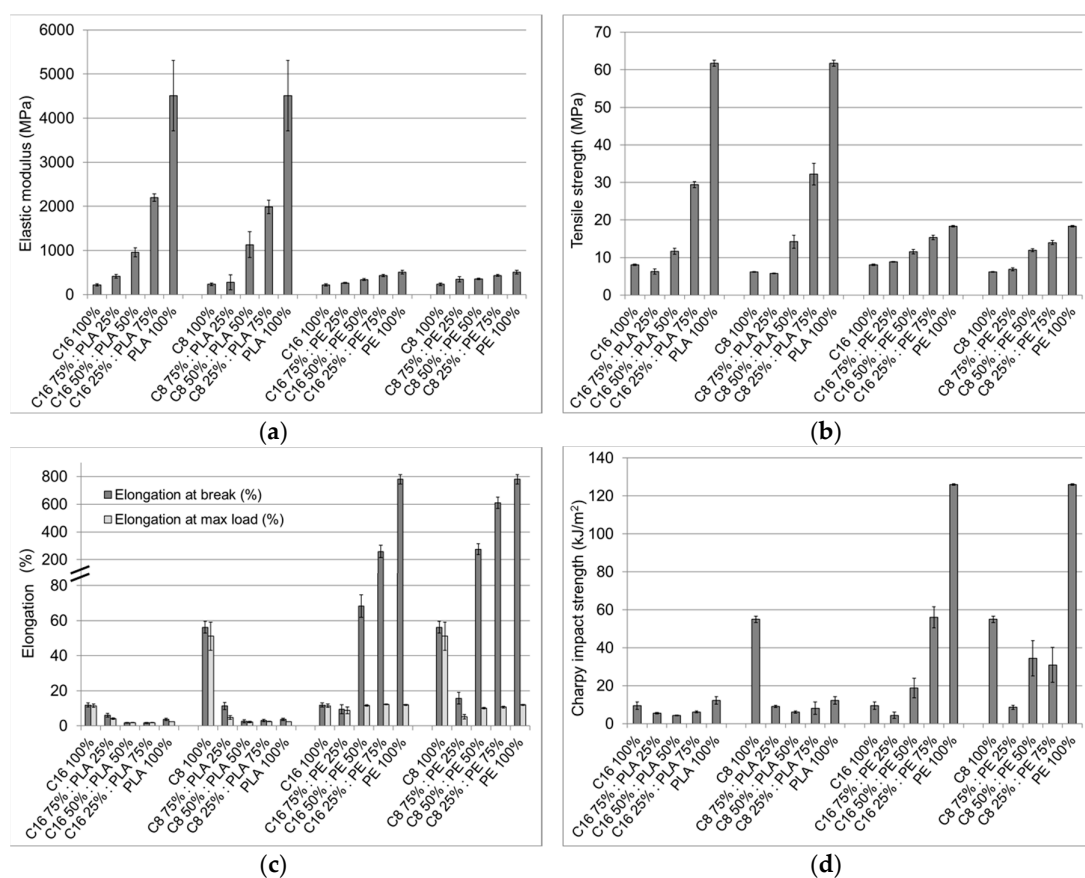 6000
5000
4000
3000
2000
1000
0
Elastic modulus (MPa)
C16 100%
C16 75% : PLA 25%
C16 50% : PLA 50%
C16 25% : PLA 75%
PLA 100%
C8 100%
C8 75% : PLA 25%
C8 50% : PLA 50%
C8 25% : PLA 75%
PLA 100%
C16 100%
C16 75% : PE 25%
C16 50% : PE 50%
C16 25% : PE 75%
PE 100%
C8 100%
C8 75% : PE 25%
C8 50% : PE 50%
C8 25% : PE 75%
PE 100%
(a)
70
60
50
40
30
20
10
0
Tensile strength (MPa)
C16 100%
C16 75% : PLA 25%
C16 50% : PLA 50%
C16 25% : PLA 75%
PLA 100%
C8 100%
C8 75% : PLA 25%
C8 50% : PLA 50%
C8 25% : PLA 75%
PLA 100%
C16 100%
C16 75% : PE 25%
C16 50% : PE 50%
C16 25% : PE 75%
PE 100%
C8 100%
C8 75% : PE 25%
C8 50% : PE 50%
C8 25% : PE 75%
PE 100%
(b)
800
600
400
200
80
60
40
20
0
Elongation (%)
Elongation at break (%)
Elongation at max load (%)
C16 100%
C16 75% : PLA 25%
C16 50% : PLA 50%
C16 25% : PLA 75%
PLA 100%
C8 100%
C8 75% : PLA 25%
C8 50% : PLA 50%
C8 25% : PLA 75%
PLA 100%
C16 100%
C16 75% : PE 25%
C16 50% : PE 50%
C16 25% : PE 75%
PE 100%
C8 100%
C8 75% : PE 25%
C8 50% : PE 50%
C8 25% : PE 75%
PE 100%
(c)
140
120
100
80
60
40
20
0
Charpy impact strength (kJ/m²)
C16 100%
C16 75% : PLA 25%
C16 50% : PLA 50%
C16 25% : PLA 75%
PLA 100%
C8 100%
C8 75% : PLA 25%
C8 50% : PLA 50%
C8 25% : PLA 75%
PLA 100%
C16 100%
C16 75% : PE 25%
C16 50% : PE 50%
C16 25% : PE 75%
PE 100%
C8 100%
C8 75% : PE 25%
C8 50% : PE 50%
C8 25% : PE 75%
PE 100%
(d)